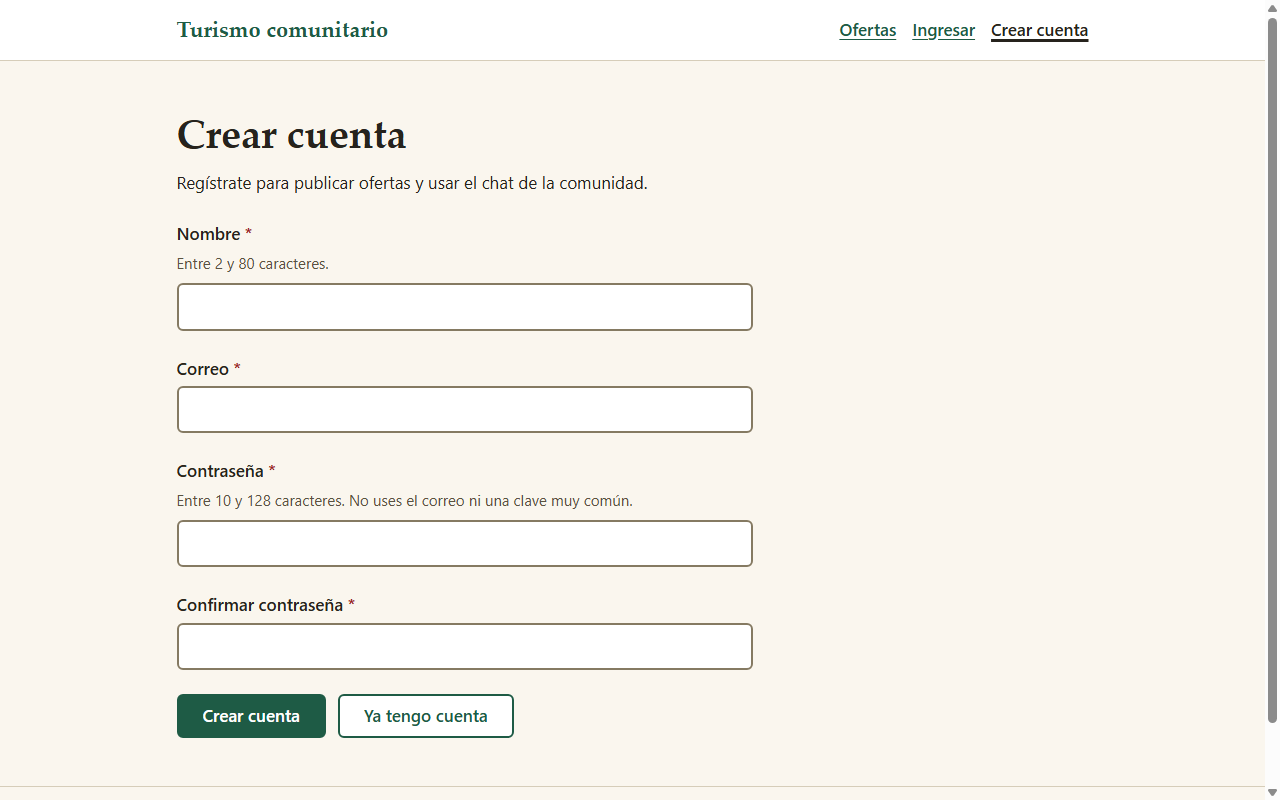 Turismo comunitario
Ofertas Ingresar Crear cuenta
Crear cuenta
Regístrate para publicar ofertas y usar el chat de la comunidad.
Nombre *
Entre 2 y 80 caracteres.
Correo *
Contraseña *
Entre 10 y 128 caracteres. No uses el correo ni una clave muy común.
Confirmar contraseña *
Crear cuenta Ya tengo cuenta